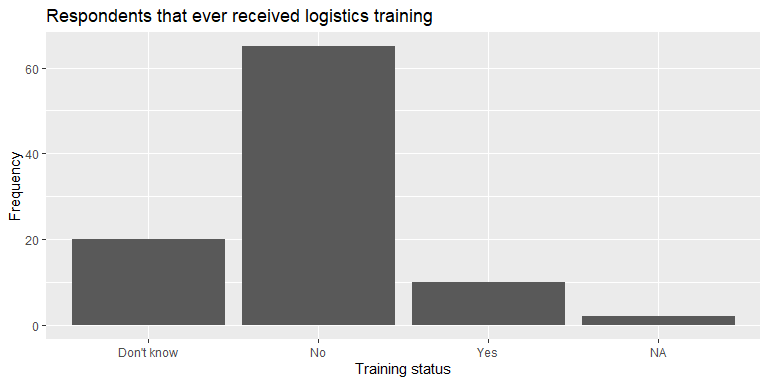 Respondents that ever received logistics training
Frequency
60
40
20
0
Don't know No Yes NA
Training status